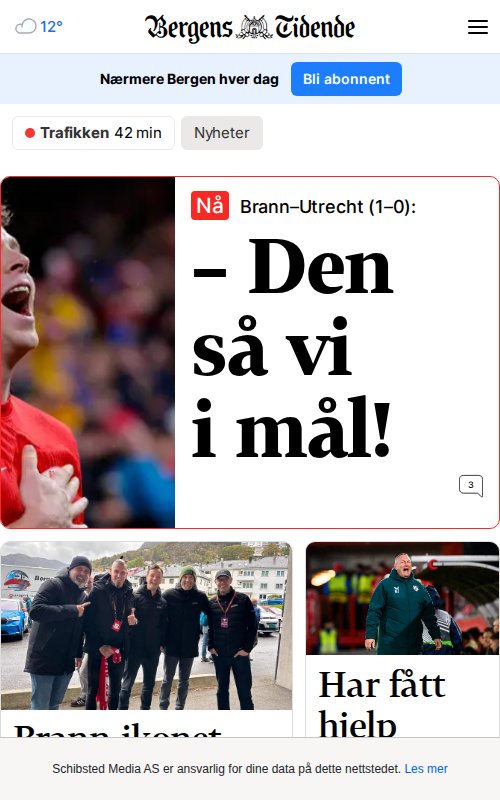 12°
Bergens Tidende
Nærmere Bergen hver dag
Bli abonnent
Trafikken 42 min
Nyheter
Nå Brann–Utrecht (1–0):
– Den
så vi
i mål!
3
Brann-ikonet
Har fått
hjelp
Schibsted Media AS er ansvarlig for dine data på dette nettstedet. Les mer